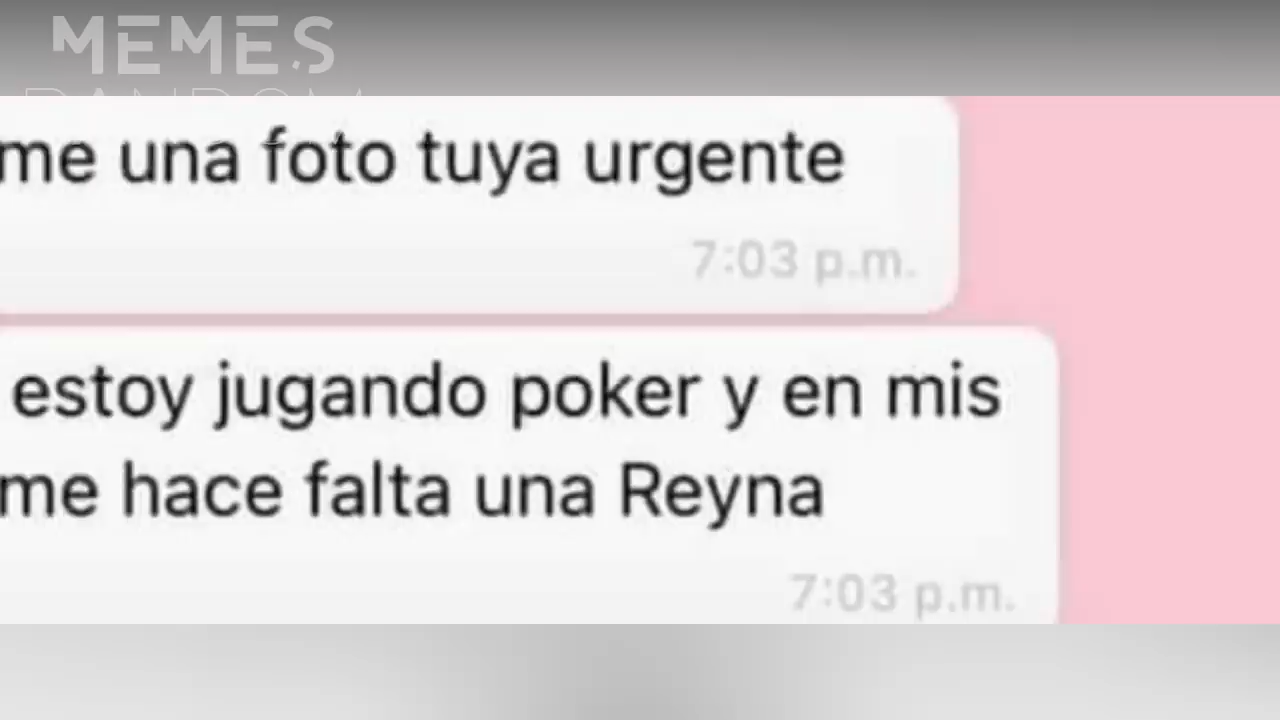 MEMES
RANDOM
me una foto tuya urgente
7:03 p.m.
estoy jugando poker y en mis
me hace falta una Reyna
7:03 p.m.